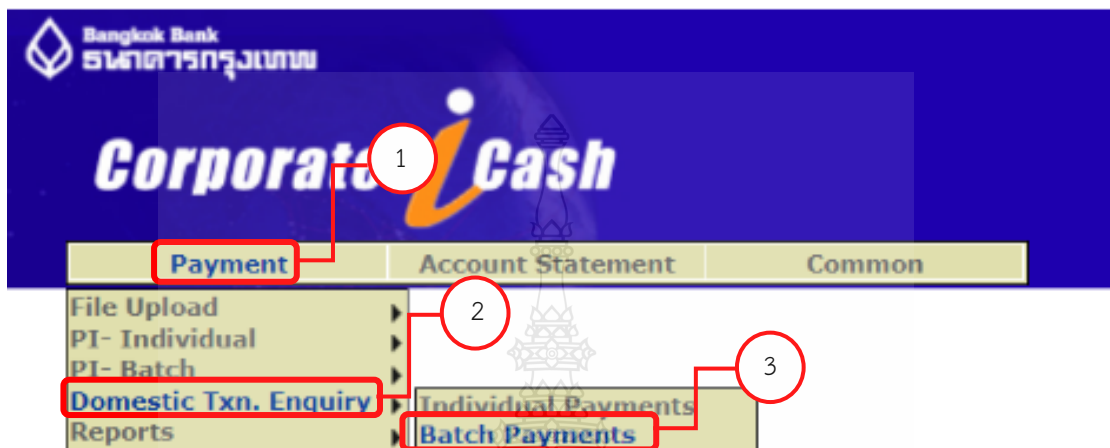 Bangkok Bank
ธนาคารกรุงเทพ
Corporate iCash
1
Payment Account Statement Common
File Upload
2
PI- Individual
PI- Batch
3
Domestic Txn. Enquiry Individual Payments
Reports Batch Payments